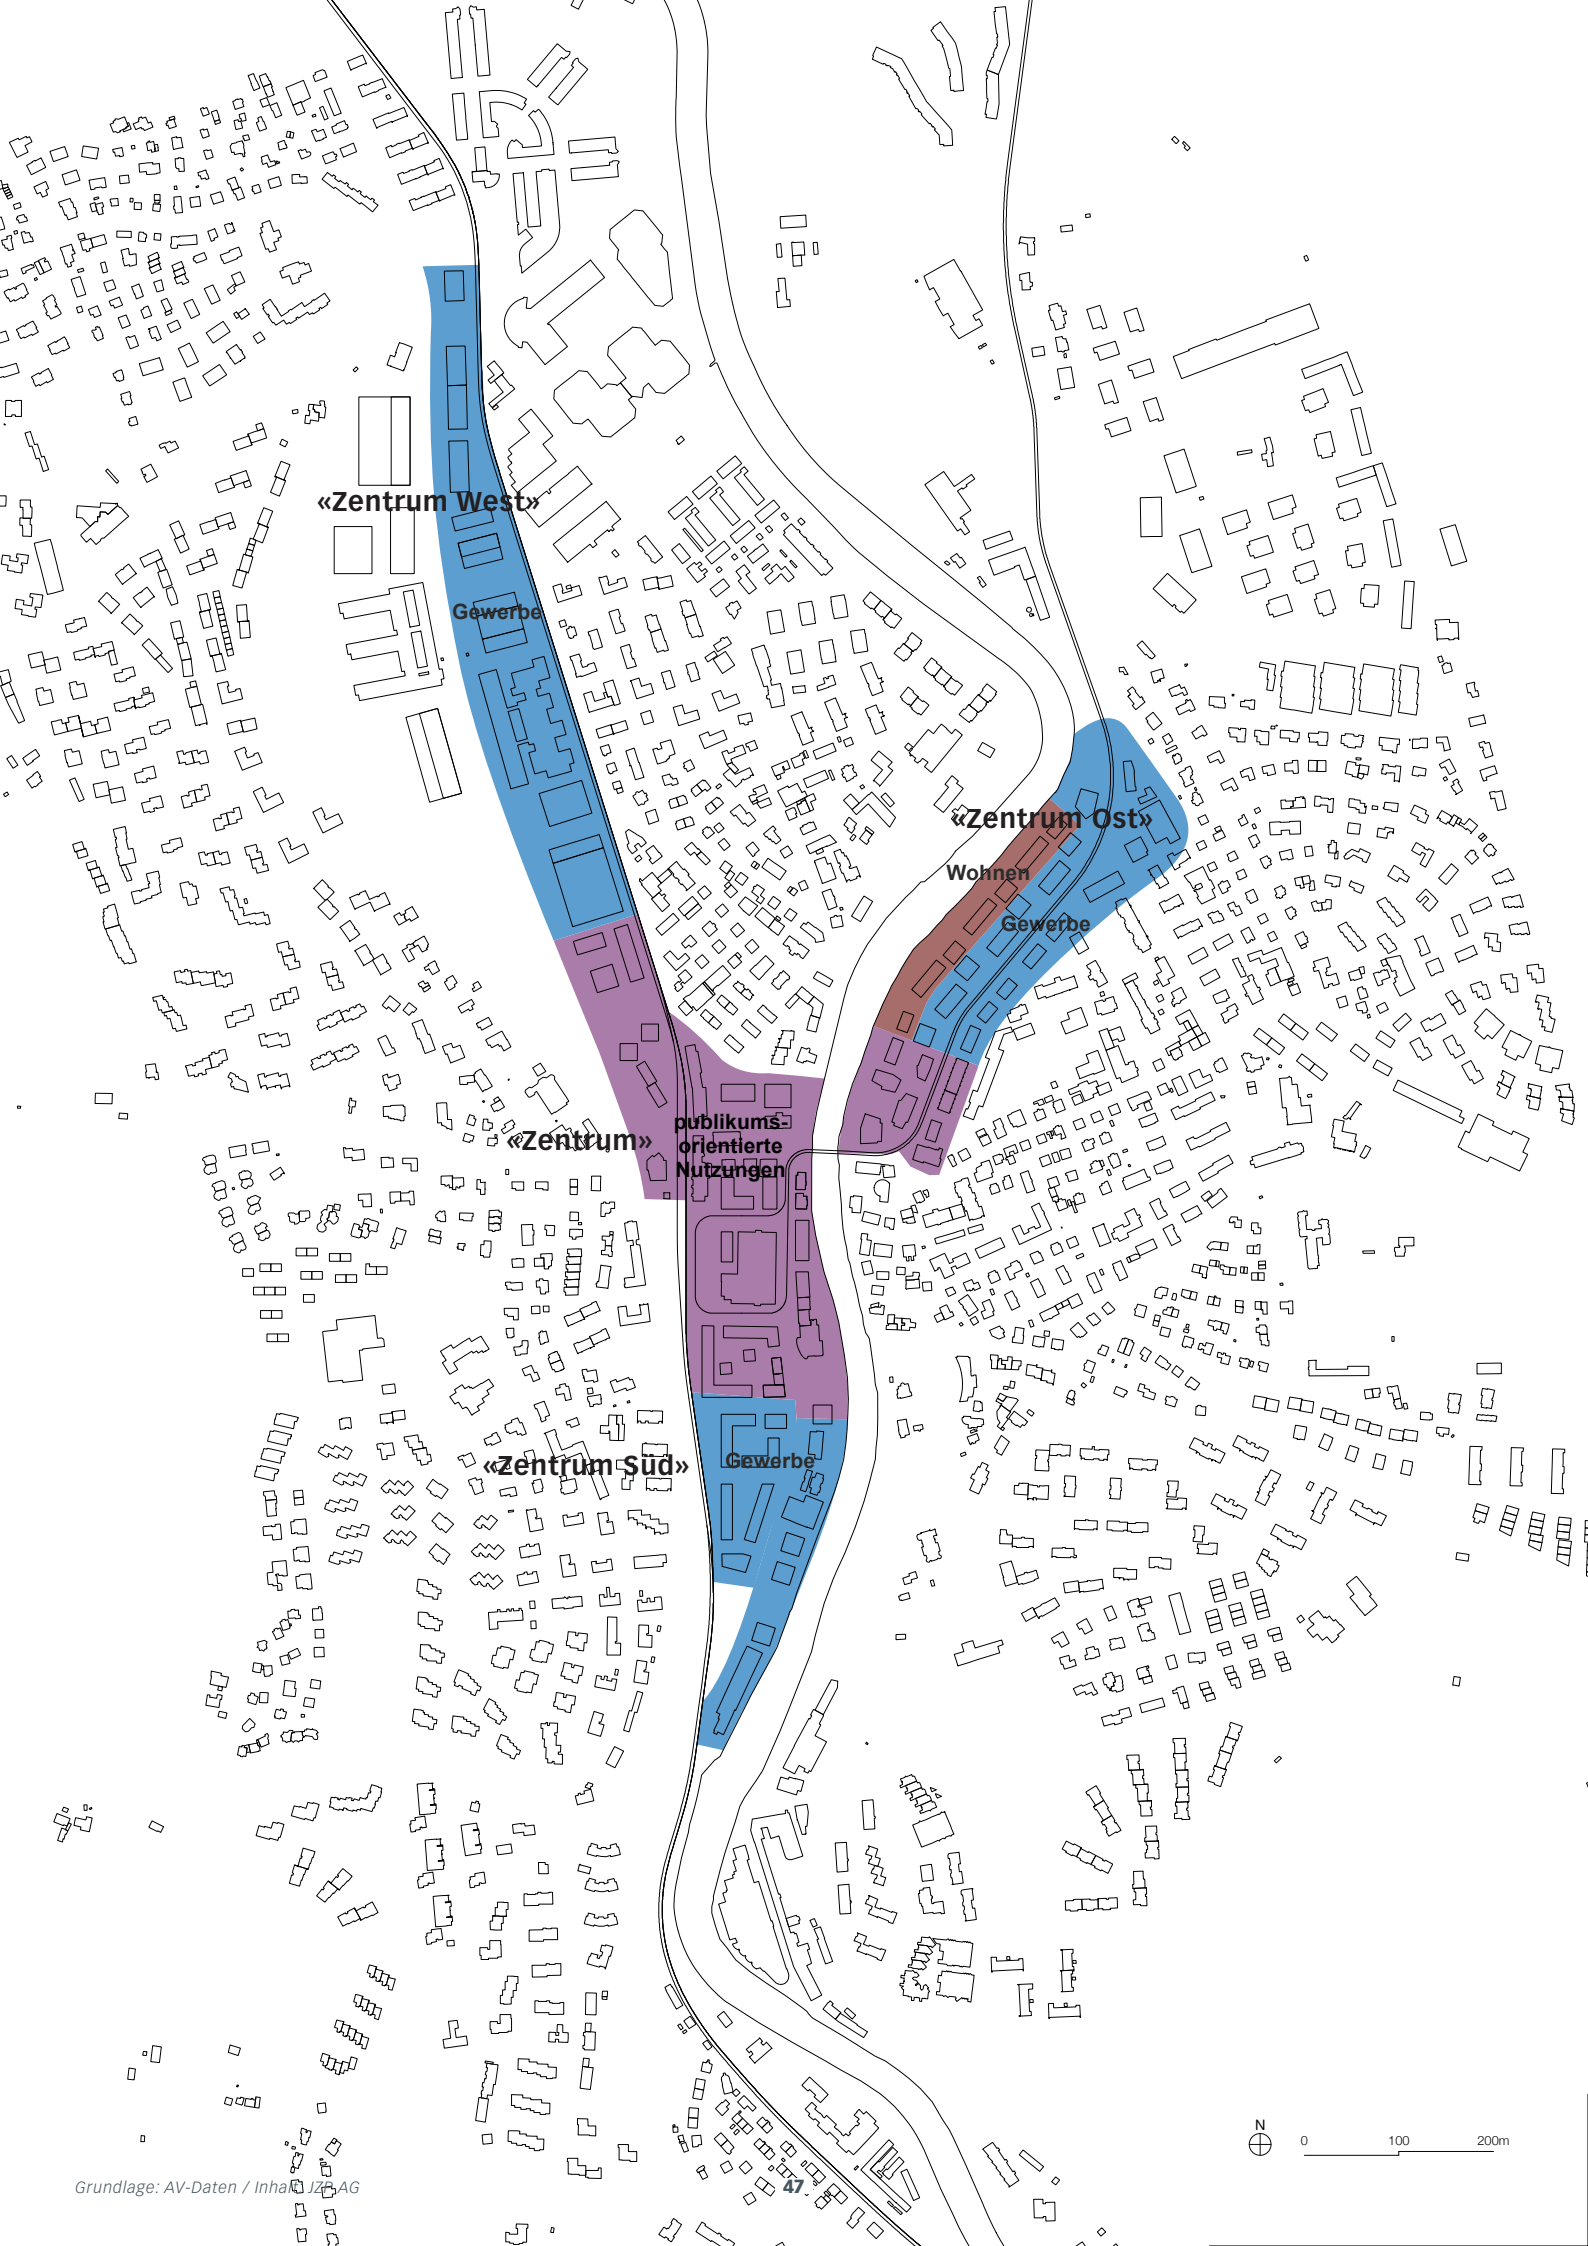 «Zentrum West»
Gewerbe
«Zentrum Ost»
Wohnen
Gewerbe
publikums-
orientierte
Nutzungen
«Zentrum»
«Zentrum Süd»
Gewerbe
N
0 100 200m
Grundlage: AV-Daten / Inhalt: JZP AG
47